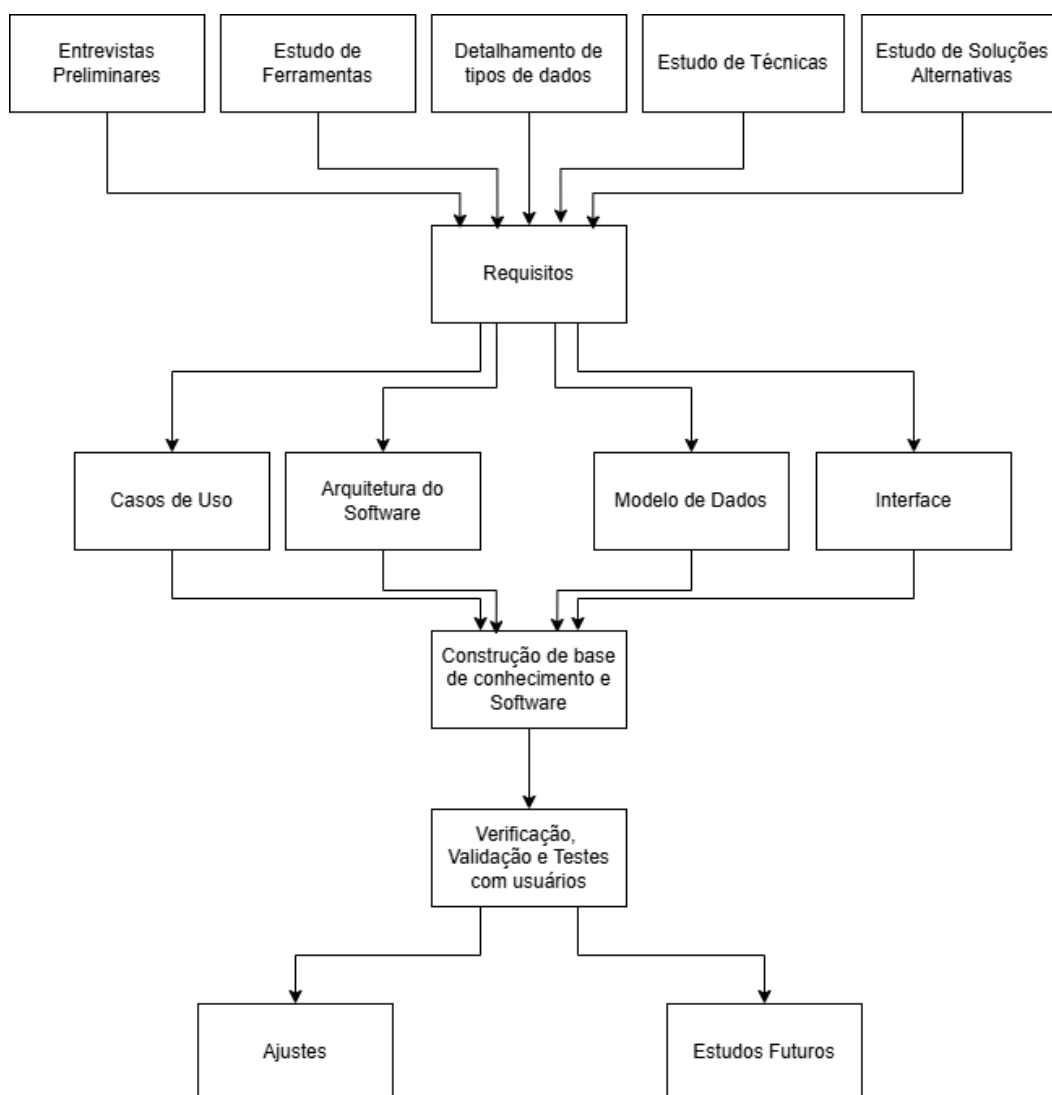 Entrevistas
Preliminares
Estudo de
Ferramentas
Detalhamento de
tipos de dados
Estudo de Técnicas
Estudo de Soluções
Alternativas
Requisitos
Casos de Uso
Arquitetura do
Software
Modelo de Dados
Interface
Construção de base
de conhecimento e
Software
Verificação,
Validação e Testes
com usuários
Ajustes
Estudos Futuros